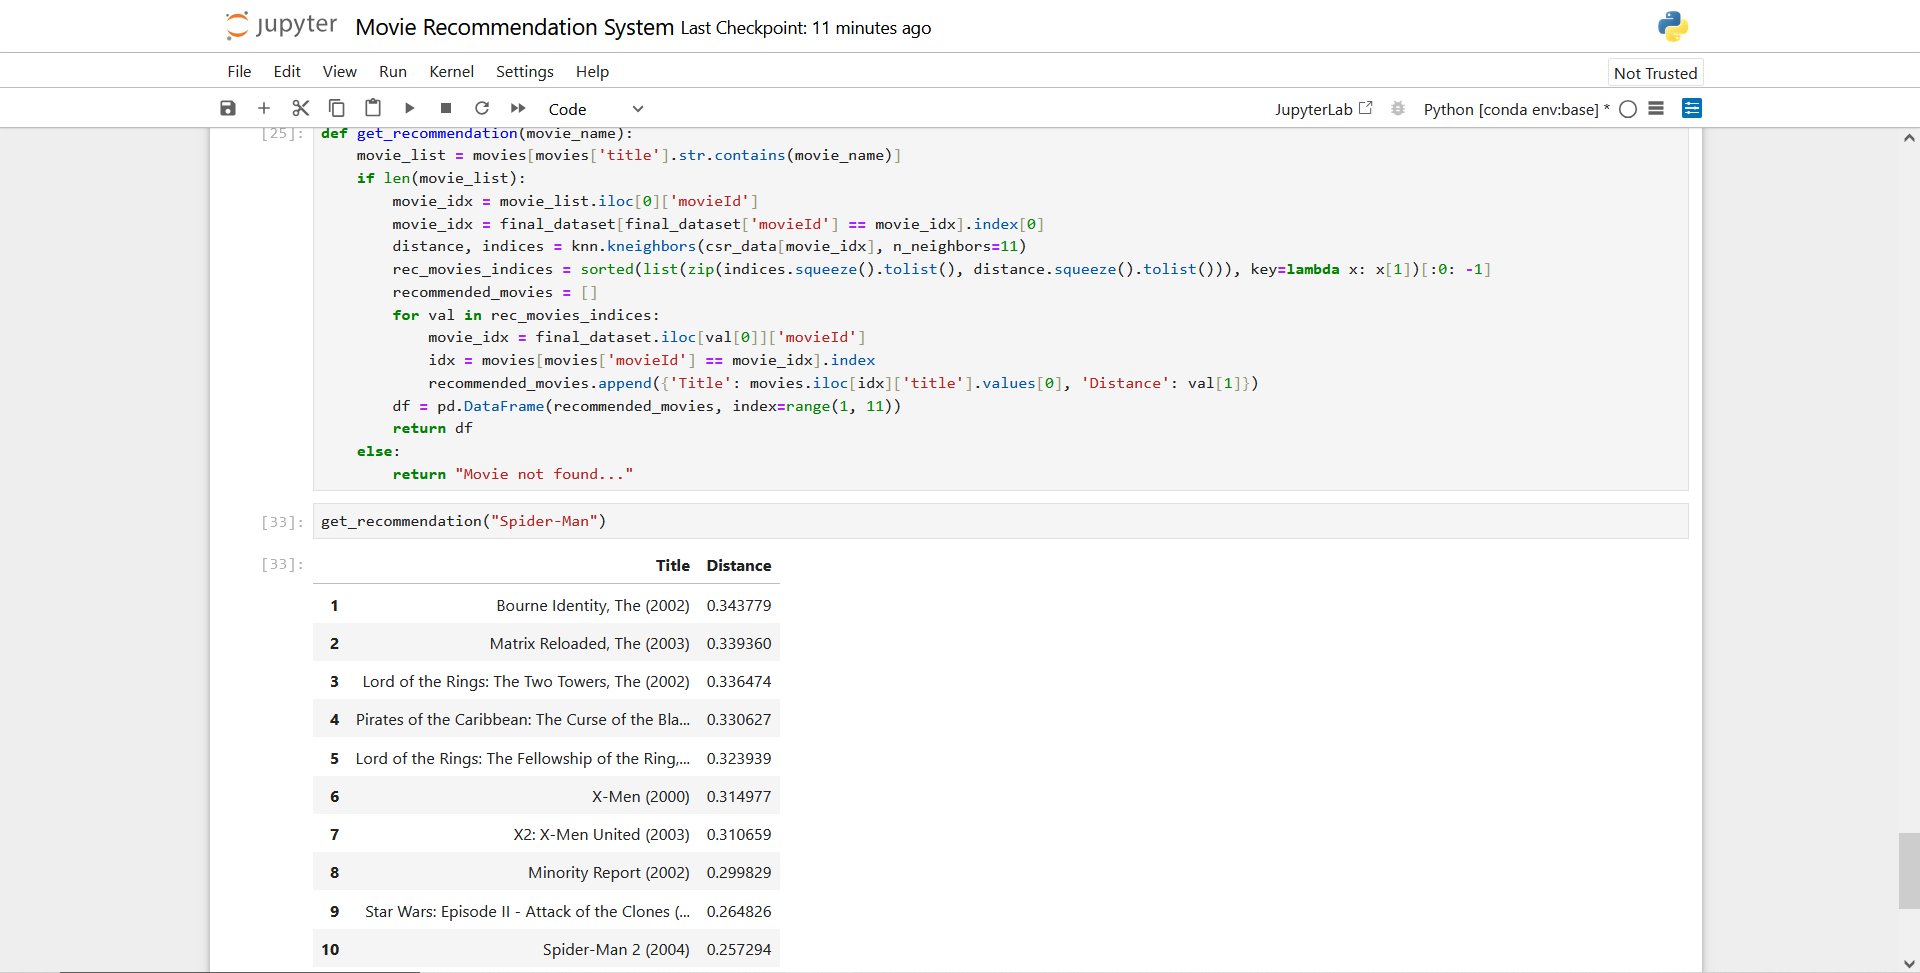 jupyter Movie Recommendation System Last Checkpoint: 11 minutes ago
File Edit View Run Kernel Settings Help Not Trusted
Code JupyterLab Python [conda env:base] *
[25]: def get_recommendation(movie_name):
    movie_list = movies[movies['title'].str.contains(movie_name)]
    if len(movie_list):
        movie_idx = movie_list.iloc[0]['movieId']
        movie_idx = final_dataset[final_dataset['movieId'] == movie_idx].index[0]
        distance, indices = knn.kneighbors(csr_data[movie_idx], n_neighbors=11)
        rec_movies_indices = sorted(list(zip(indices.squeeze().tolist(), distance.squeeze().tolist())), key=lambda x: x[1])[:0: -1]
        recommended_movies = []
        for val in rec_movies_indices:
            movie_idx = final_dataset.iloc[val[0]]['movieId']
            idx = movies[movies['movieId'] == movie_idx].index
            recommended_movies.append({'Title': movies.iloc[idx]['title'].values[0], 'Distance': val[1]})
        df = pd.DataFrame(recommended_movies, index=range(1, 11))
        return df
    else:
        return "Movie not found..."
[33]: get_recommendation("Spider-Man")
[33]: Title Distance
1 Bourne Identity, The (2002) 0.343779
2 Matrix Reloaded, The (2003) 0.339360
3 Lord of the Rings: The Two Towers, The (2002) 0.336474
4 Pirates of the Caribbean: The Curse of the Bla... 0.330627
5 Lord of the Rings: The Fellowship of the Ring,... 0.323939
6 X-Men (2000) 0.314977
7 X2: X-Men United (2003) 0.310659
8 Minority Report (2002) 0.299829
9 Star Wars: Episode II - Attack of the Clones (... 0.264826
10 Spider-Man 2 (2004) 0.257294